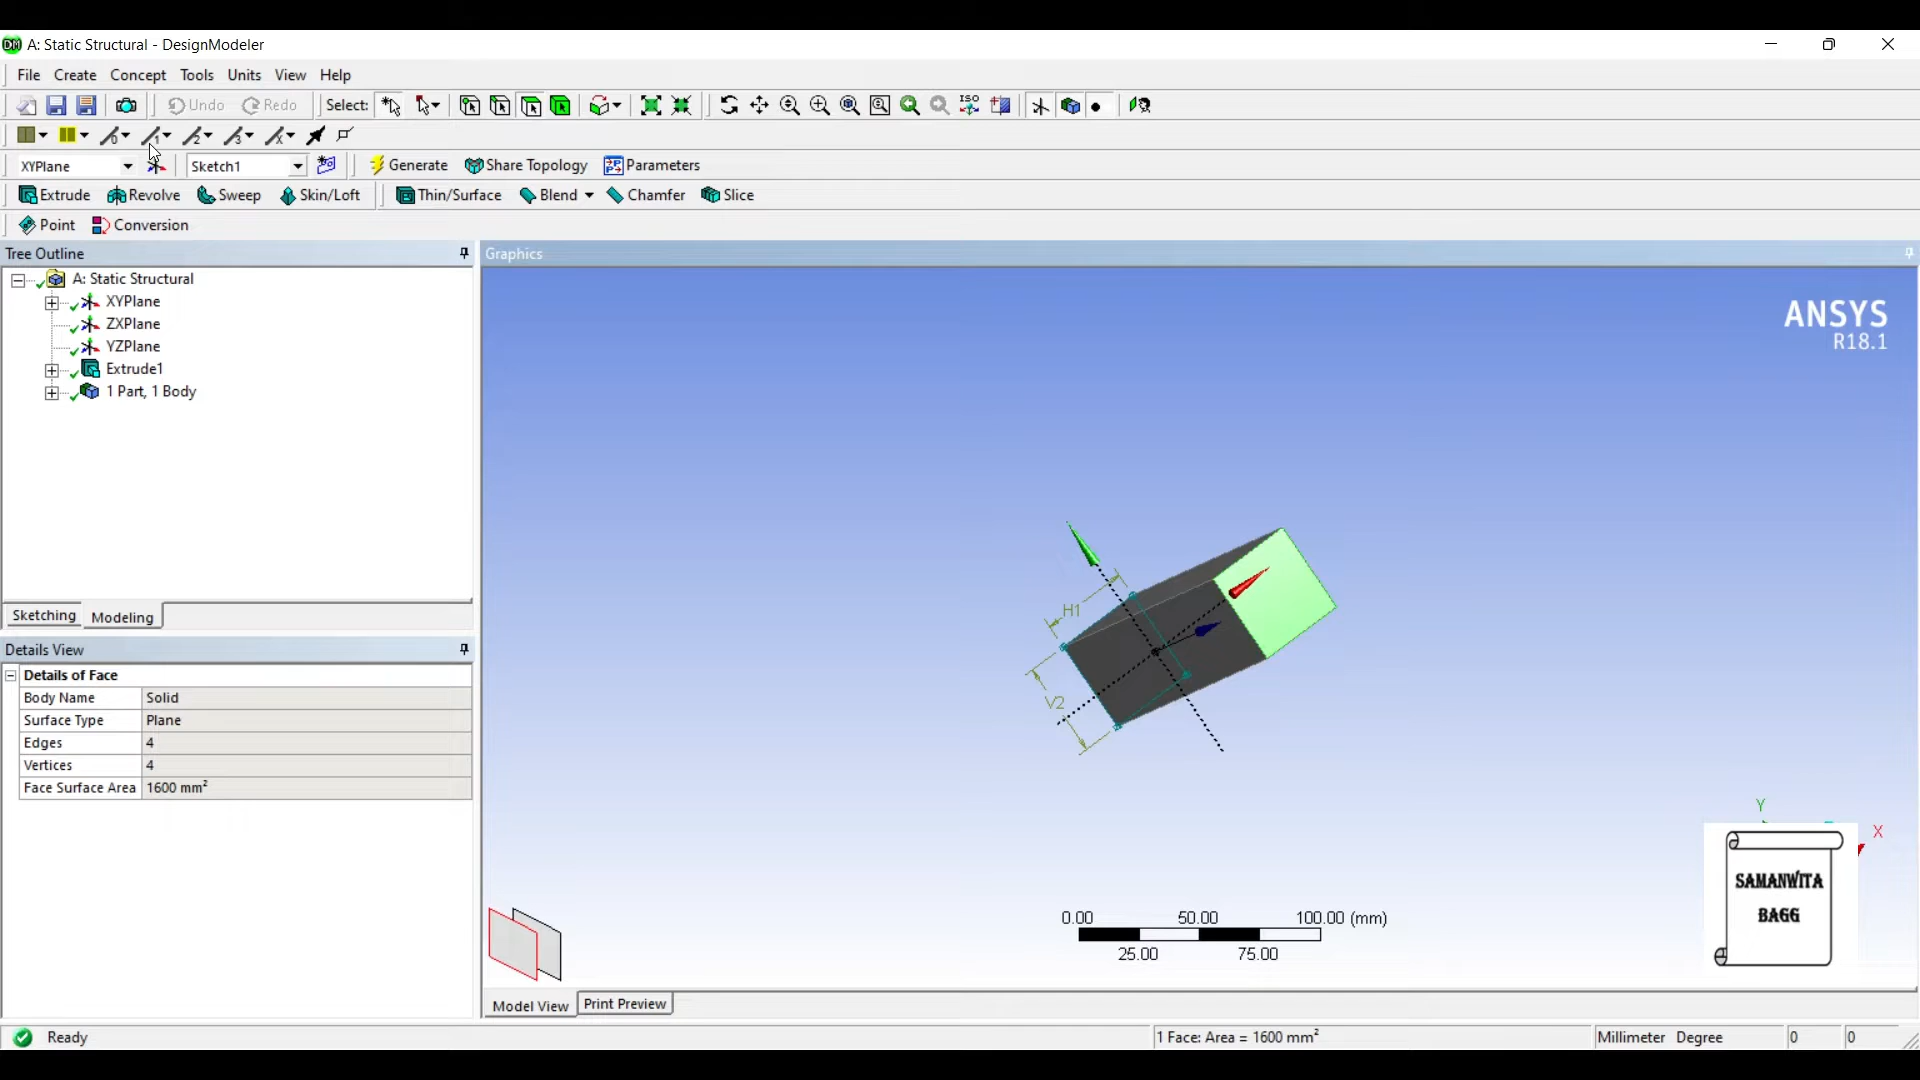 A: Static Structural - DesignModeler
File Create Concept Tools Units View Help
Undo Redo Select: ISO
XYPlane Sketch1 Generate Share Topology Parameters
Extrude Revolve Sweep Skin/Loft Thin/Surface Blend Chamfer Slice
Point Conversion
Tree Outline
A: Static Structural
XYPlane
ZXPlane
YZPlane
Extrude1
1 Part, 1 Body
Sketching Modeling
Details View
Details of Face
Body Name Solid
Surface Type Plane
Edges 4
Vertices 4
Face Surface Area 1600 mm²
Graphics
ANSYS
R18.1
H1
V2
Y
X
0.00 50.00 100.00 (mm)
25.00 75.00
SAMANWITA
BAGG
Model View Print Preview
Ready 1 Face: Area = 1600 mm² Millimeter Degree 0 0